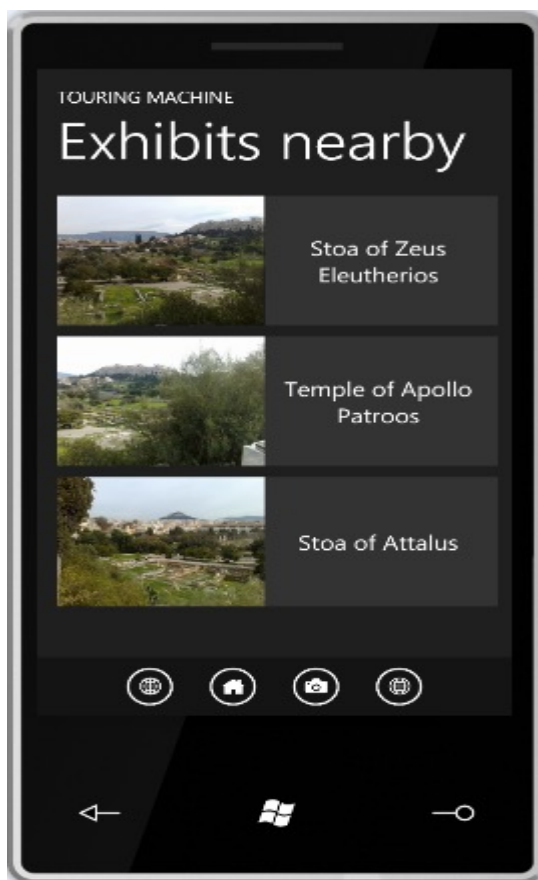 TOURING MACHINE
Exhibits nearby
Stoa of Zeus
Eleutherios
Temple of Apollo
Patroos
Stoa of Attalus